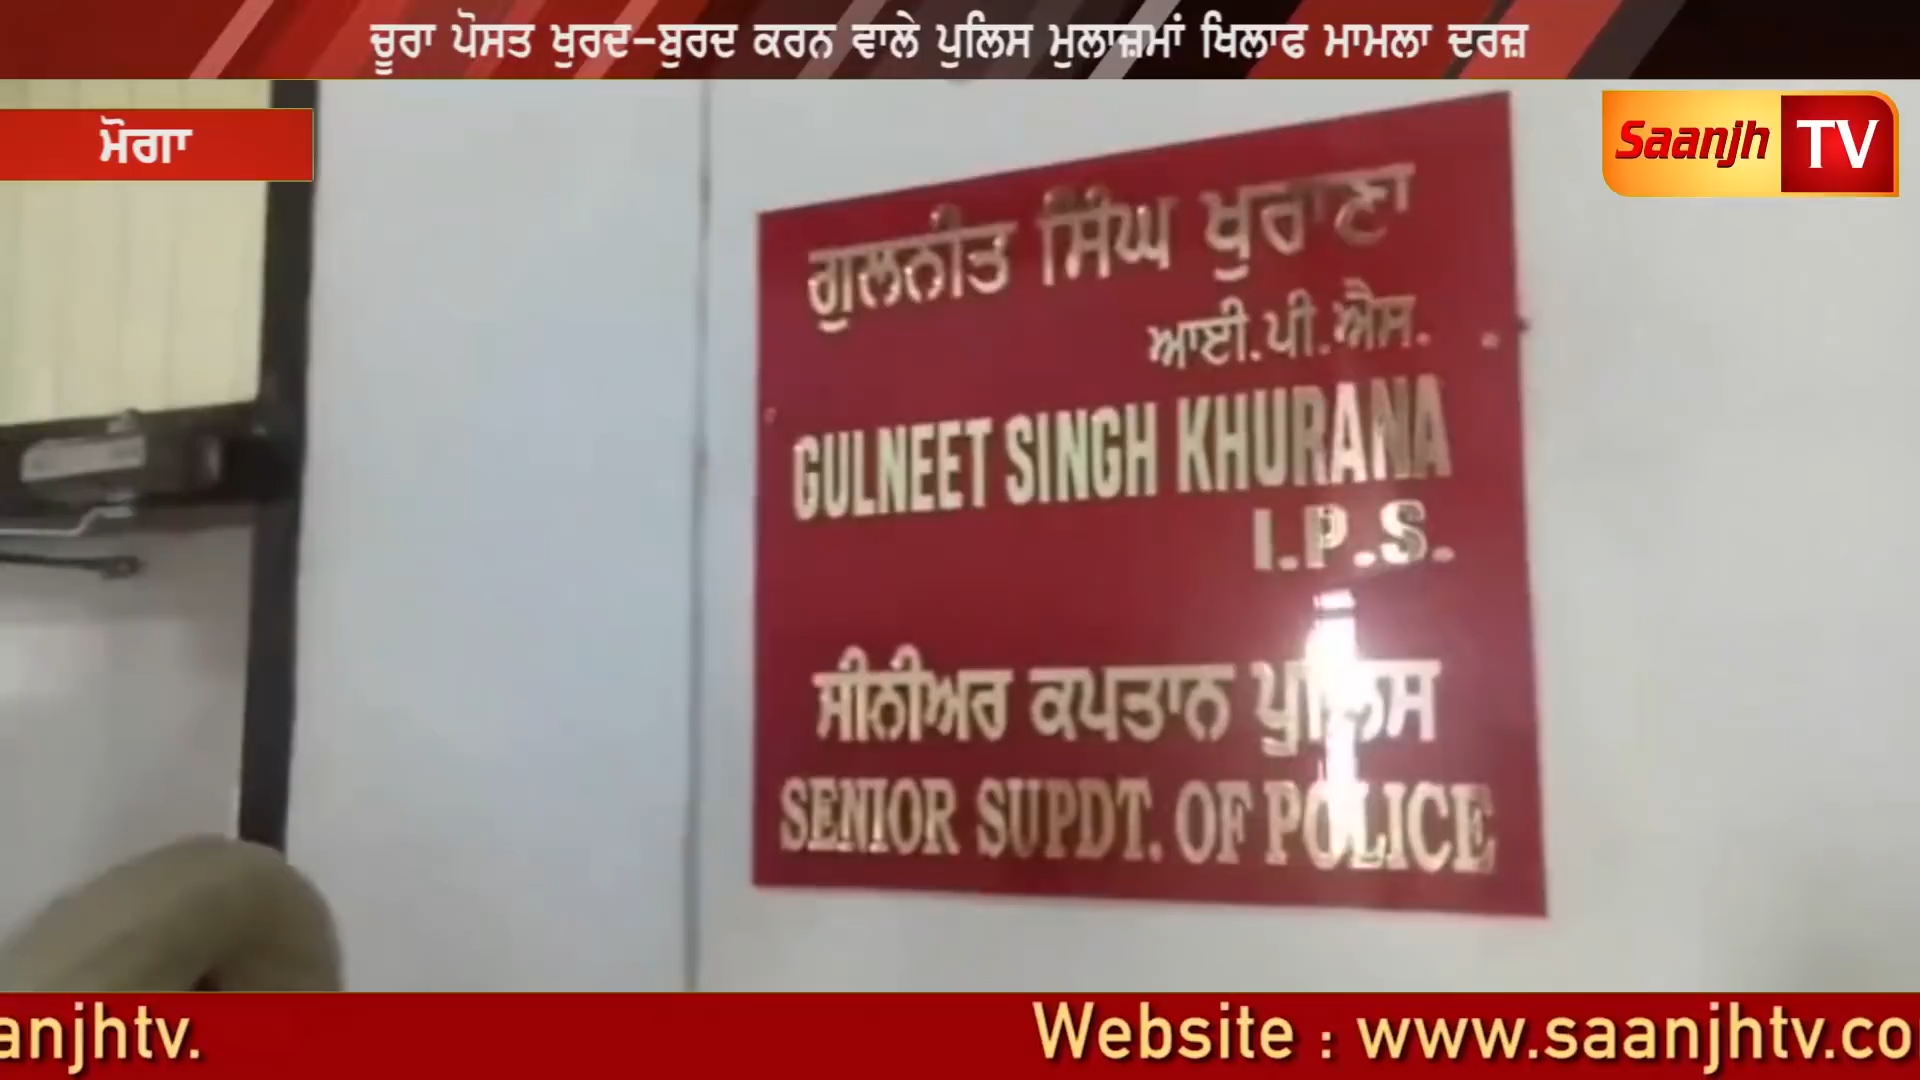 ਚੂਰਾ ਪੋਸਤ ਖੁਰਦ-ਬੁਰਦ ਕਰਨ ਵਾਲੇ ਪੁਲਿਸ ਮੁਲਾਜ਼ਮਾਂ ਖਿਲਾਫ ਮਾਮਲਾ ਦਰਜ਼
ਮੋਗਾ
Saanjh TV
ਗੁਲਨੀਤ ਸਿੰਘ ਖੁਰਾਣਾ
ਆਈ.ਪੀ.ਐਸ.
GULNEET SINGH KHURANA
I.P.S.
ਸੀਨੀਅਰ ਕਪਤਾਨ ਪੁਲਿਸ
SENIOR SUPDT. OF POLICE
anjhtv. Website : www.saanjhtv.co